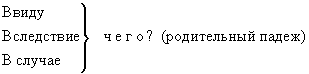 Ввиду
Вследствие ч е г о ? (родительный падеж)
В случае